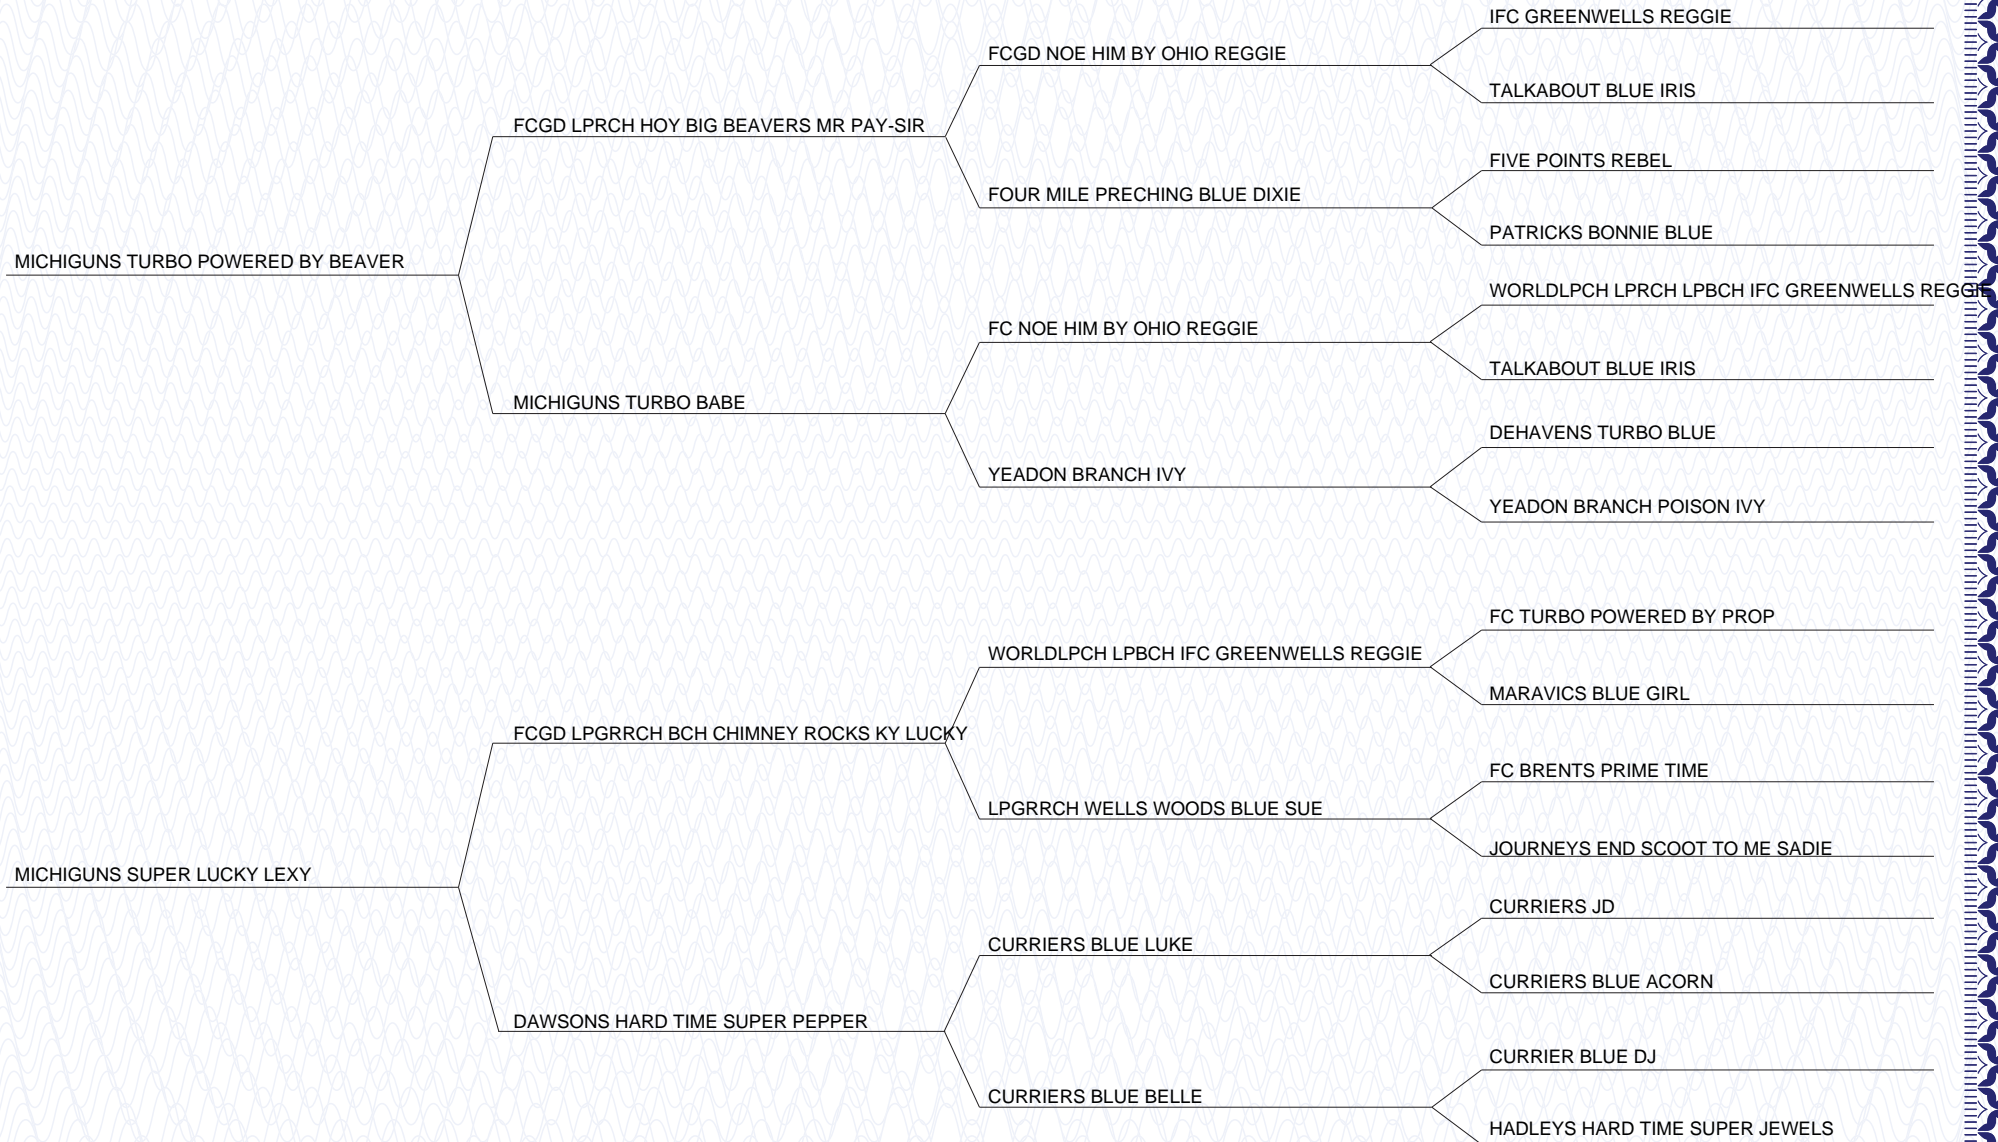 IFC GREENWELLS REGGIE
FCGD NOE HIM BY OHIO REGGIE
TALKABOUT BLUE IRIS
FCGD LPRCH HOY BIG BEAVERS MR PAY-SIR
FIVE POINTS REBEL
FOUR MILE PRECHING BLUE DIXIE
PATRICKS BONNIE BLUE
MICHIGUNS TURBO POWERED BY BEAVER
WORLDLPCH LPRCH LPBCH IFC GREENWELLS REGGIE
FC NOE HIM BY OHIO REGGIE
TALKABOUT BLUE IRIS
MICHIGUNS TURBO BABE
DEHAVENS TURBO BLUE
YEADON BRANCH IVY
YEADON BRANCH POISON IVY
FC TURBO POWERED BY PROP
WORLDLPCH LPBCH IFC GREENWELLS REGGIE
MARAVICS BLUE GIRL
FCGD LPGRRCH BCH CHIMNEY ROCKS KY LUCKY
FC BRENTS PRIME TIME
LPGRRCH WELLS WOODS BLUE SUE
JOURNEYS END SCOOT TO ME SADIE
MICHIGUNS SUPER LUCKY LEXY
CURRIERS JD
CURRIERS BLUE LUKE
CURRIERS BLUE ACORN
DAWSONS HARD TIME SUPER PEPPER
CURRIER BLUE DJ
CURRIERS BLUE BELLE
HADLEYS HARD TIME SUPER JEWELS